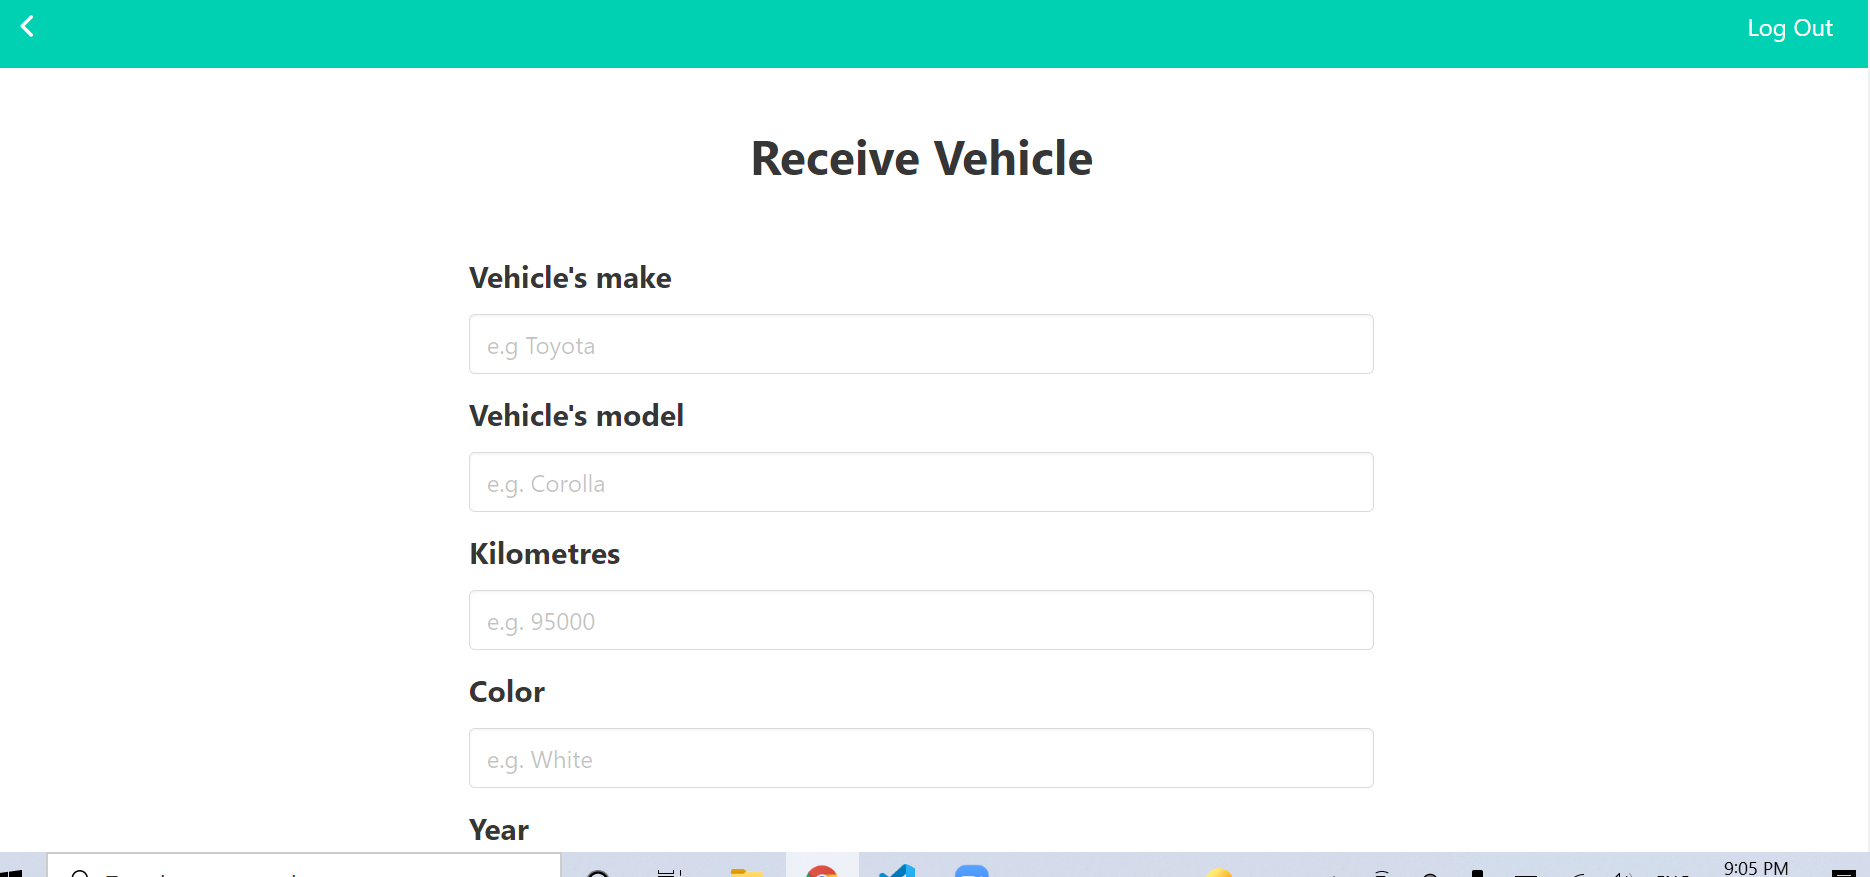 Log Out
Receive Vehicle
Vehicle's make
e.g Toyota
Vehicle's model
e.g. Corolla
Kilometres
e.g. 95000
Color
e.g. White
Year
9:05 PM